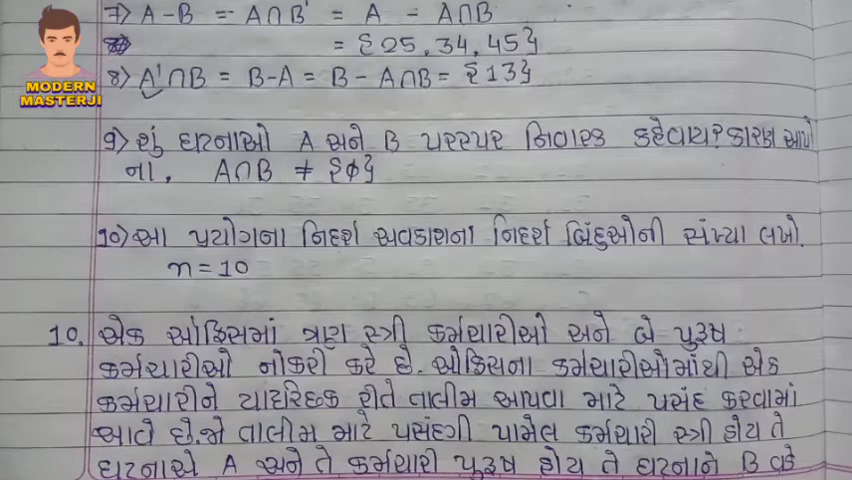 7) A-B = A∩B' = A - A∩B
= {25, 34, 45}
8) A'∩B = B-A = B - A∩B = {13}
MODERN
MASTERJI
9) શું ઘટનાઓ A અને B પરસ્પર નિવારક કહેવાય? કારણ આપો
ના, A∩B ≠ {ϕ}
10) આ પ્રયોગના નિદર્શ અવકાશના નિદર્શ બિંદુઓની સંખ્યા લખો.
n = 10
10. એક ઓફિસમાં ત્રણ સ્ત્રી કર્મચારીઓ અને બે પુરૂષ
કર્મચારીઓ નોકરી કરે છે. ઓફિસના કર્મચારીઓમાંથી એક
કર્મચારીને યાદચ્છિક રીતે તાલીમ આપવા માટે પસંદ કરવામાં
આવે છે. જો તાલીમ માટે પસંદગી પામેલ કર્મચારી સ્ત્રી હોય તે
ઘટનાએ A અને તે કર્મચારી પુરૂષ હોય તે ઘટનાને B વડે